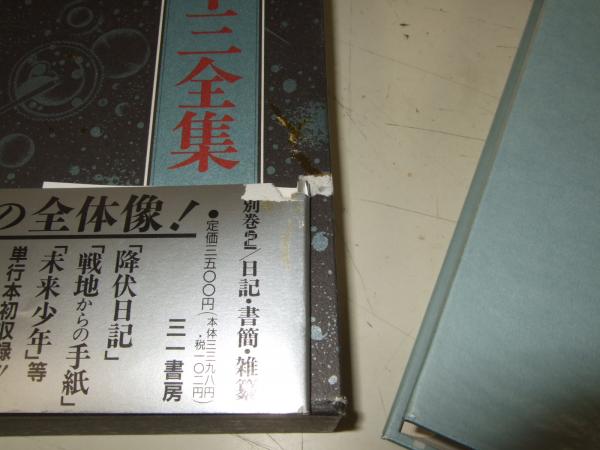 十三全集
の全体像!
別巻2/日記・書簡・雑纂
●定価三五〇〇円(本体三三九八円・税一〇二円)
三一書房
「降伏日記」
「戦地からの手紙」
「未来少年」等
単行本初収録!!